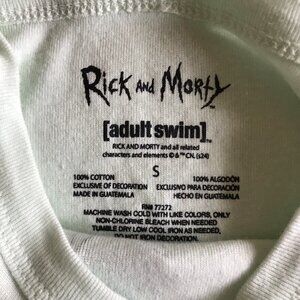 Rick and Morty
[adult swim]™
RICK AND MORTY and all related
characters and elements © & ™ CN. (s24)
S
100% COTTON 100% ALGODÓN
EXCLUSIVE OF DECORATION EXCLUSIVO PARA DECORACIÓN
MADE IN GUATEMALA HECHO EN GUATEMALA
RN# 77272
MACHINE WASH COLD WITH LIKE COLORS, ONLY
NON-CHLORINE BLEACH WHEN NEEDED
TUMBLE DRY LOW COOL IRON AS NEEDED,
DO NOT IRON DECORATION.